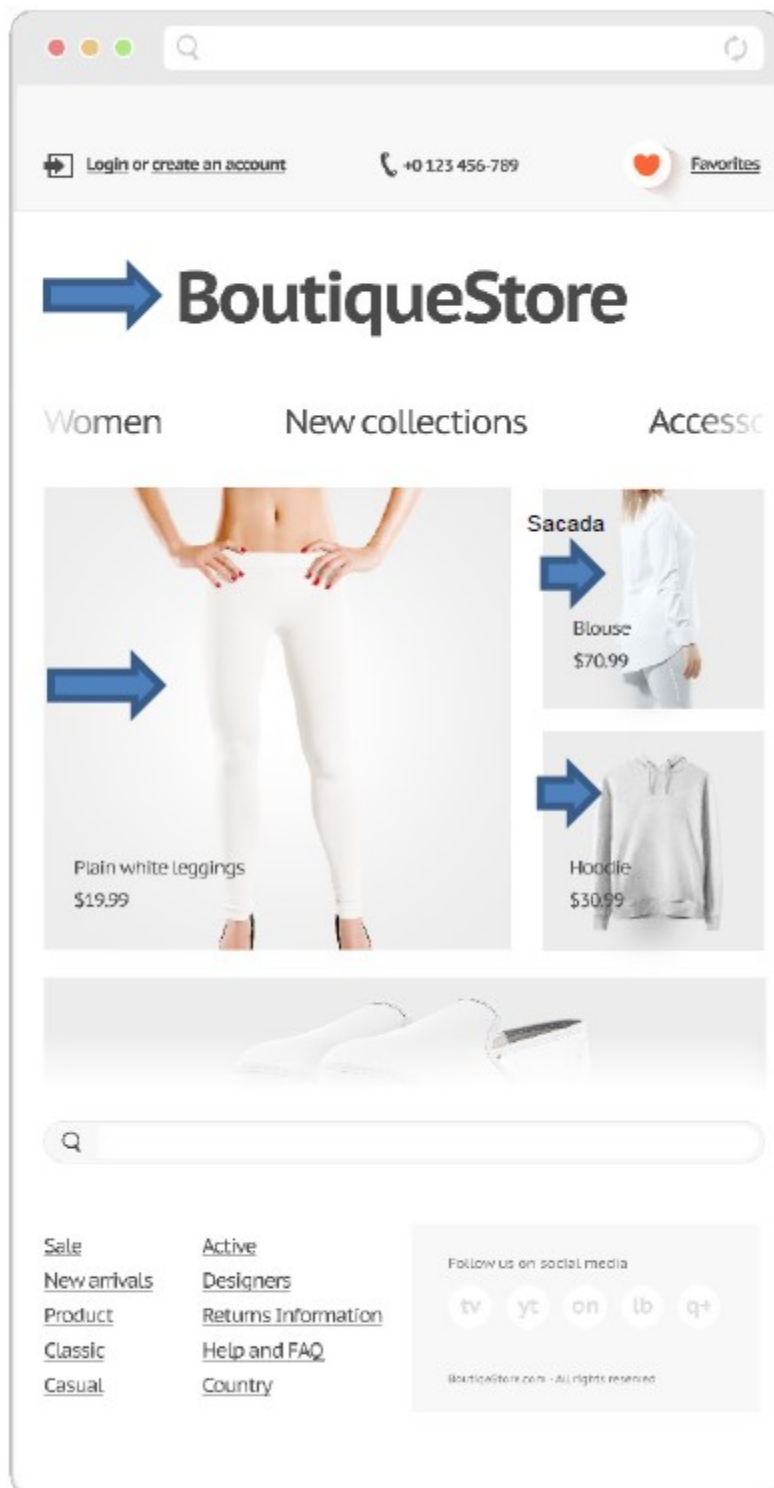 Login or create an account
+0 123 456-789
Favorites
BoutiqueStore
Women
New collections
Accesso
Sacada
Blouse
$70.99
Plain white leggings
$19.99
Hoodie
$30.99
Sale
New arrivals
Product
Classic
Casual
Active
Designers
Returns Information
Help and FAQ
Country
Follow us on social media
tv yt on lb q+
BoutiqeStore.com - All rights reserved